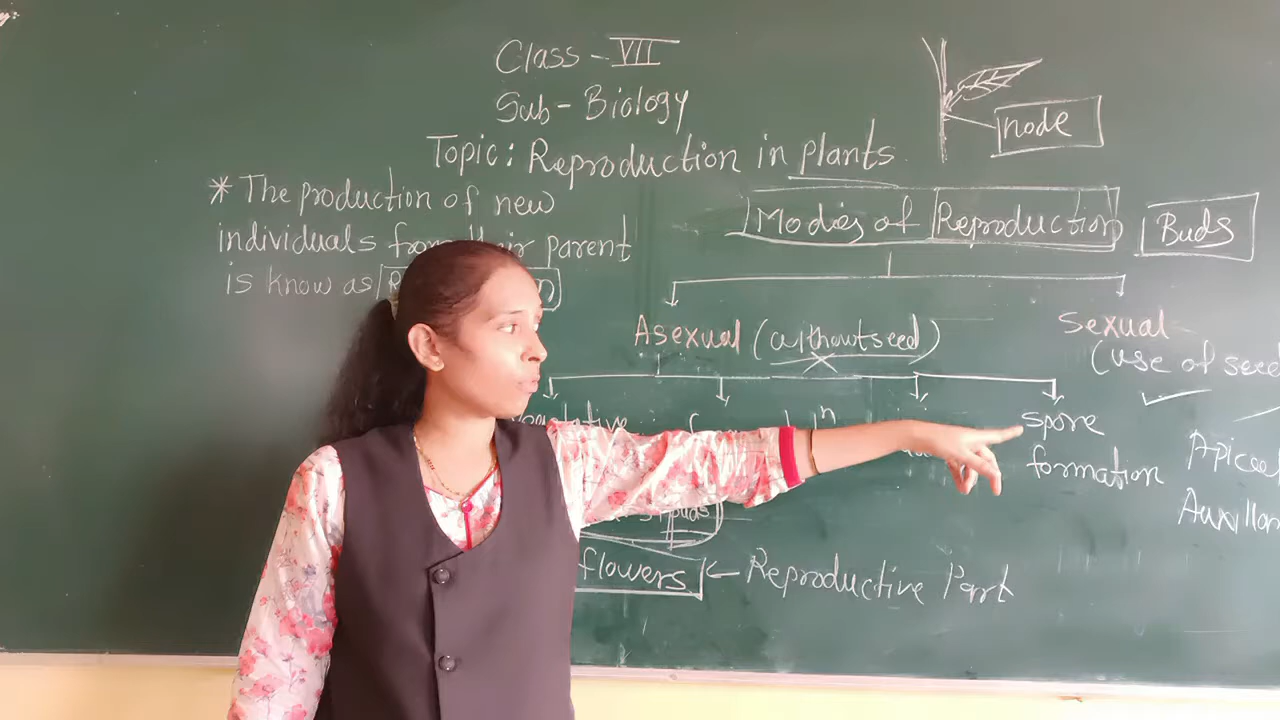 Class - VII
Sub - Biology
Topic: Reproduction in plants
node
* The production of new
individuals from their parent
is know as
Modes of Reproduction
Buds
Asexual (without seed)
Sexual
(use of seed
spore
formation
Apical
Auxillar
flowers ← Reproductive Part